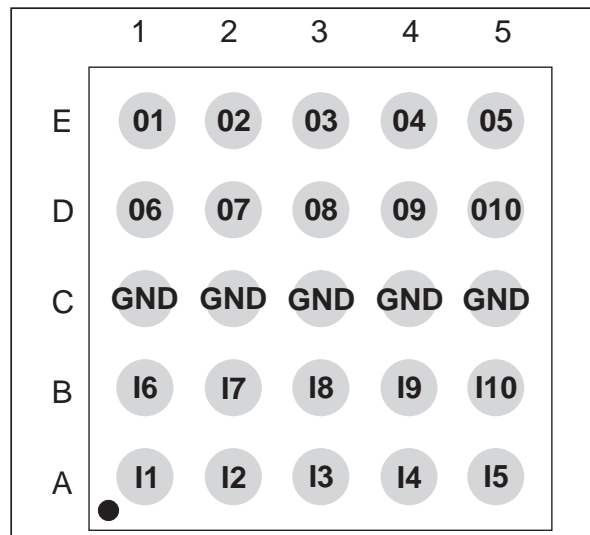 1 2 3 4 5
E 01 02 03 04 05
D 06 07 08 09 010
C GND GND GND GND GND
B I6 I7 I8 I9 I10
A I1 I2 I3 I4 I5